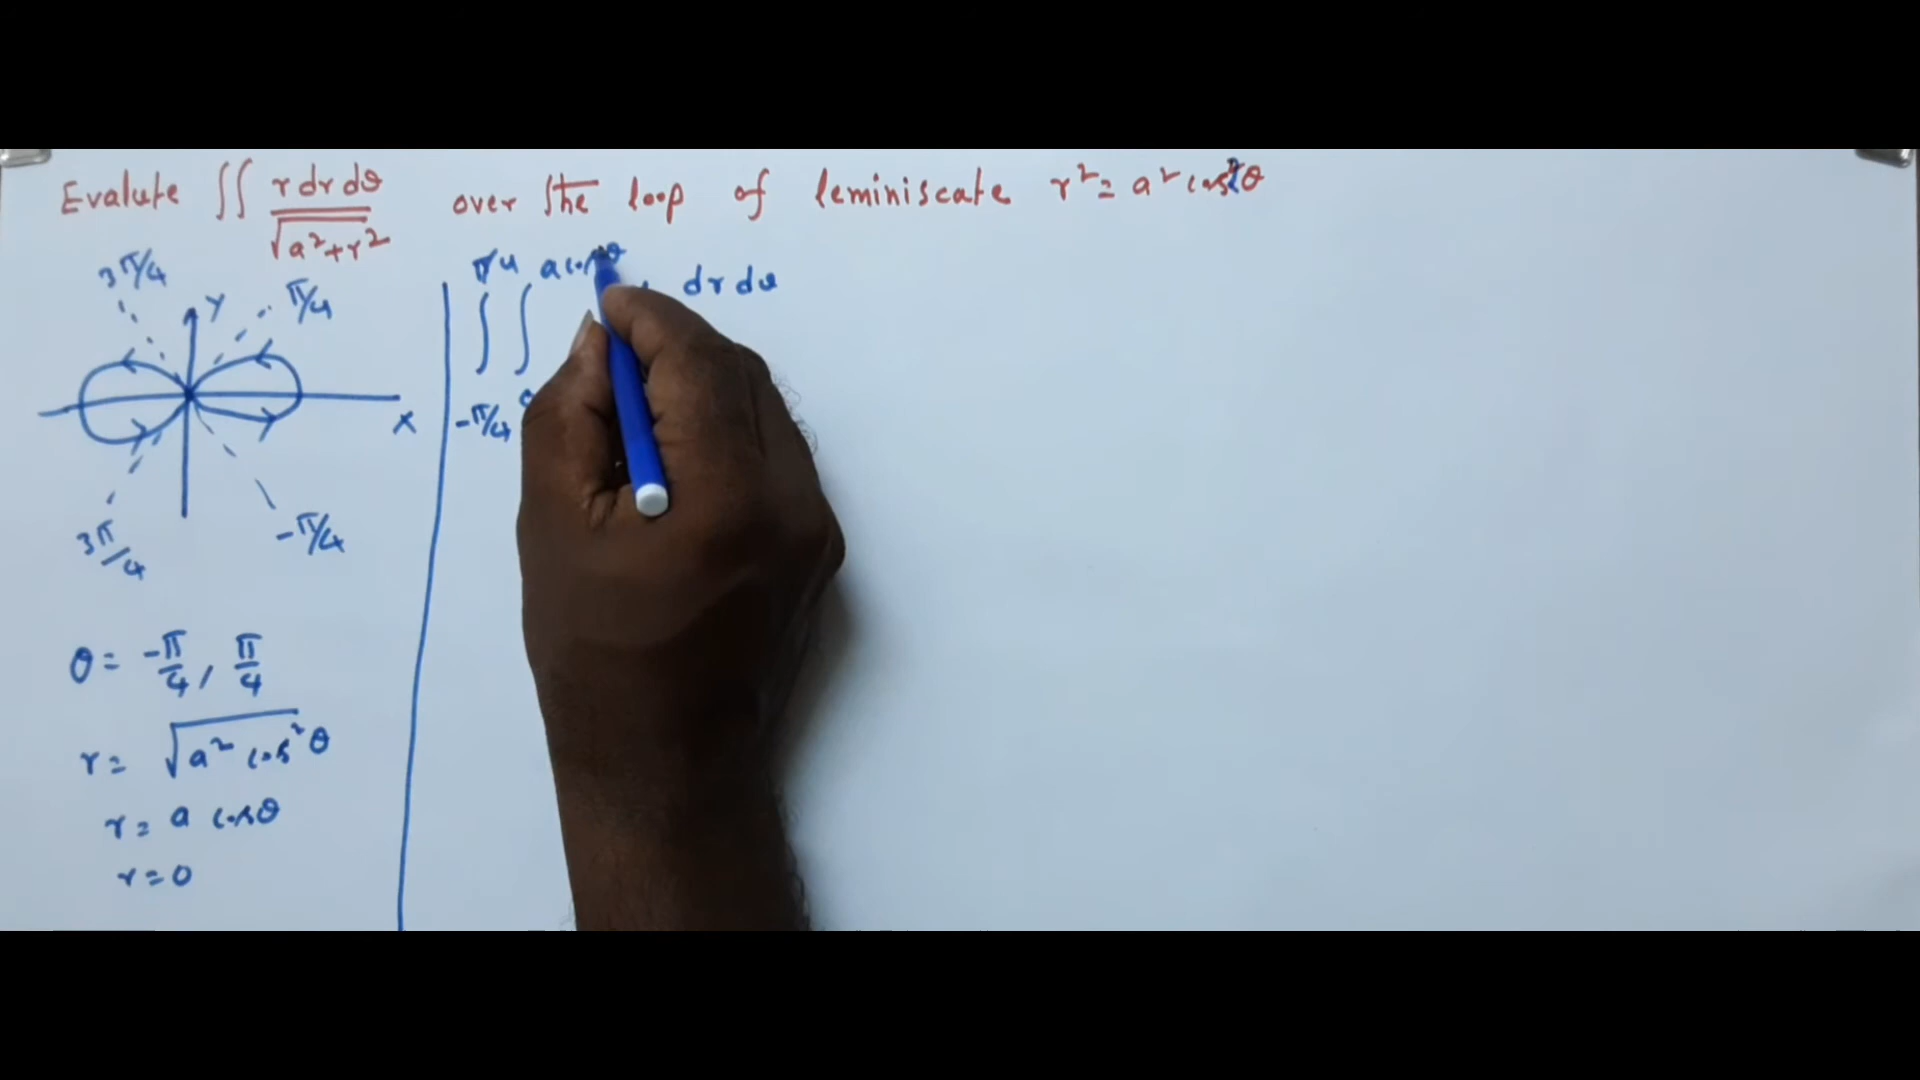 Evalute ∫∫ r dr dθ / √(a²+r²) over the loop of leminiscate r² = a² cos²θ
3π/4
Y
π/4
X
3π/4
-π/4
θ = -π/4 , π/4
r = √(a² cos²θ)
r = a cosθ
r = 0
π/4
∫ ∫ dr dθ
-π/4